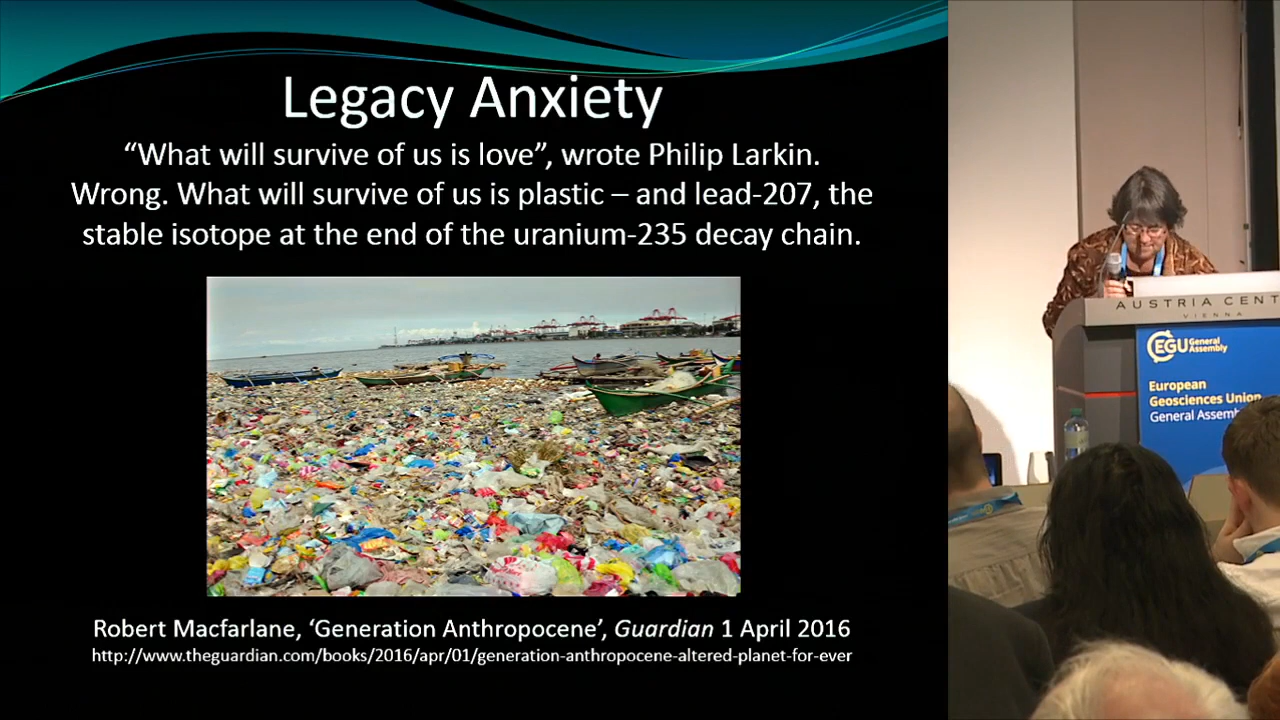 Legacy Anxiety
“What will survive of us is love”, wrote Philip Larkin.
Wrong. What will survive of us is plastic – and lead-207, the
stable isotope at the end of the uranium-235 decay chain.
Robert Macfarlane, ‘Generation Anthropocene’, Guardian 1 April 2016
http://www.theguardian.com/books/2016/apr/01/generation-anthropocene-altered-planet-for-ever
AUSTRIA CENT
VIENNA
EGU General
Assembly
European
Geosciences Union
General Assemb